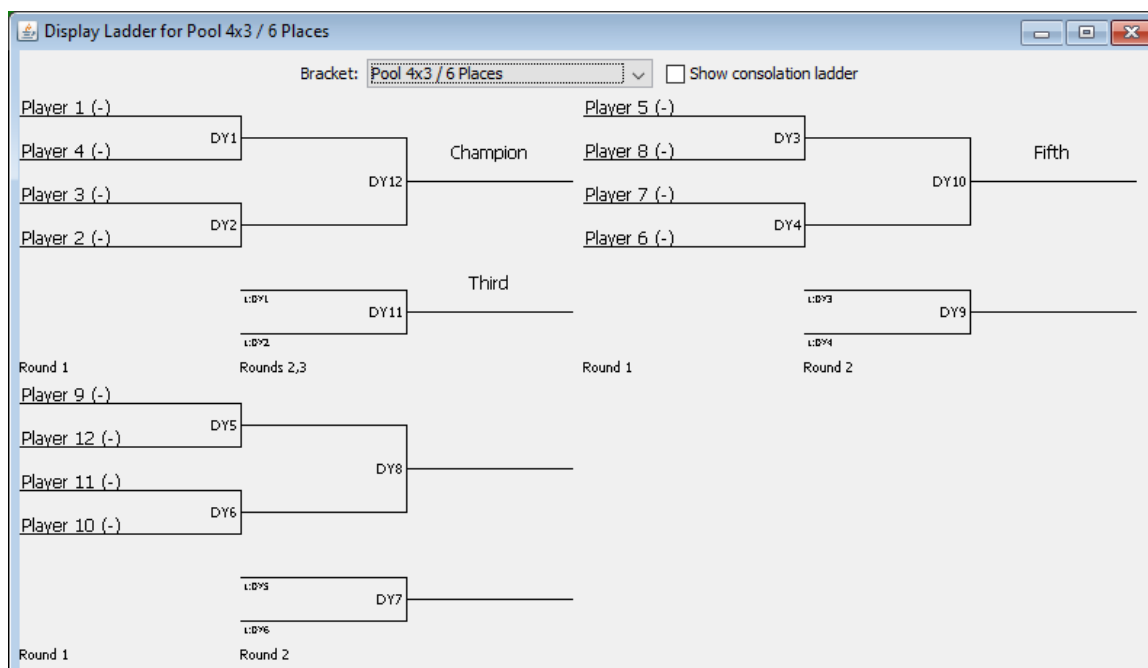 Display Ladder for Pool 4x3 / 6 Places
Bracket: Pool 4x3 / 6 Places Show consolation ladder
Player 1 (-)
DY1
Player 4 (-)
Champion
DY12
Player 3 (-)
DY2
Player 2 (-)
Third
L:DY1
DY11
L:DY2
Round 1 Rounds 2,3
Player 5 (-)
DY3
Player 8 (-)
Fifth
DY10
Player 7 (-)
DY4
Player 6 (-)
L:DY3
DY9
L:DY4
Round 1 Round 2
Player 9 (-)
DY5
Player 12 (-)
DY8
Player 11 (-)
DY6
Player 10 (-)
L:DY5
DY7
L:DY6
Round 1 Round 2